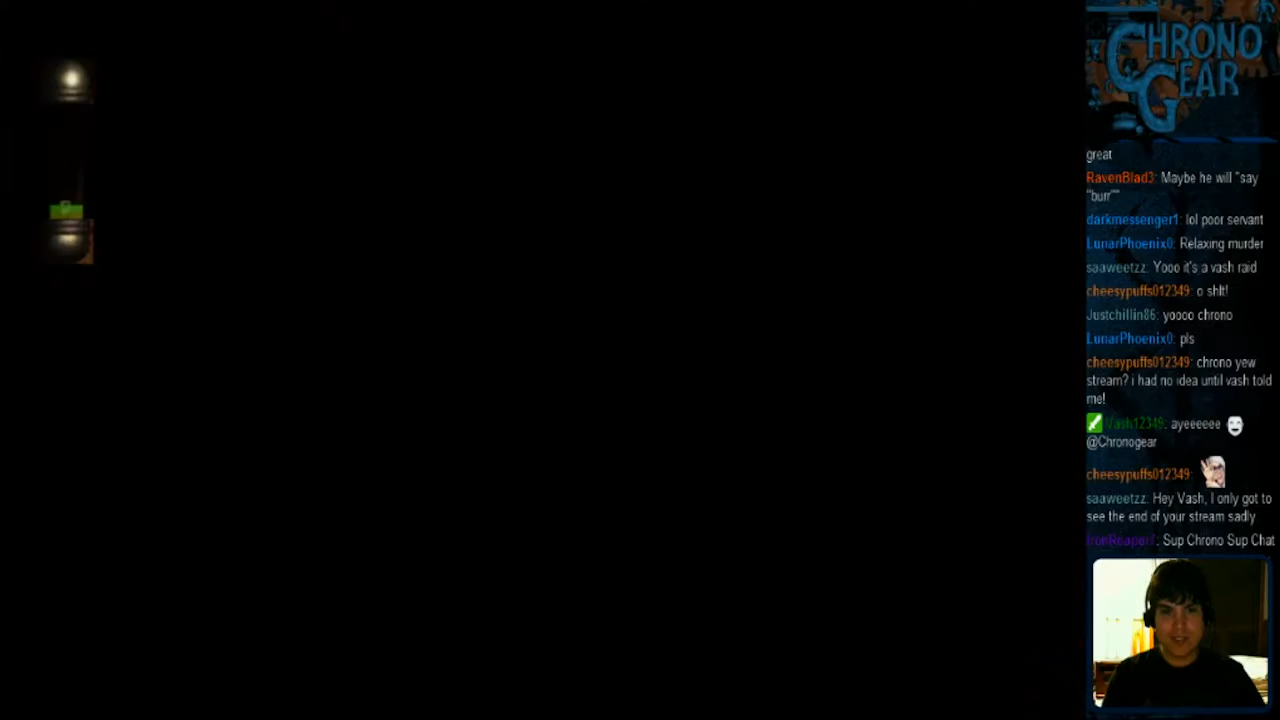 CHRONO
GEAR
great
RavenBlad3: Maybe he will "say
"burr""
darkmessenger1: lol poor servant
LunarPhoenix0: Relaxing murder
saaweetzz: Yooo it's a vash raid
cheesypuffs012349: o shIt!
Justchillin86: yoooo chrono
LunarPhoenix0: pls
cheesypuffs012349: chrono yew
stream? i had no idea until vash told
me!
Vash12349: ayeeeeee
@Chronogear
cheesypuffs012349:
saaweetzz: Hey Vash, I only got to
see the end of your stream sadly
Sup Chrono Sup Chat